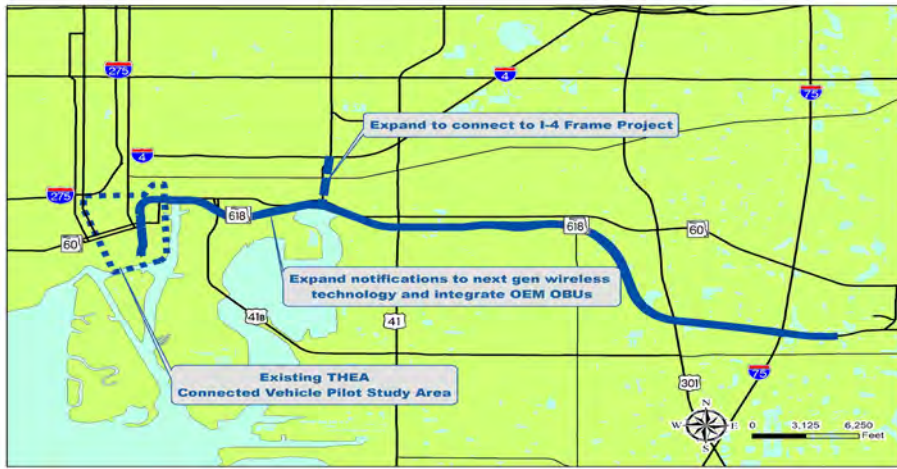 275
4
75
4
Expand to connect to I-4 Frame Project
275
60
618
618
60
Expand notifications to next gen wireless
technology and integrate OEM OBUs
41B
41
Existing THEA
Connected Vehicle Pilot Study Area
301
75
N
W
E
S
0 3,125 6,250
Feet